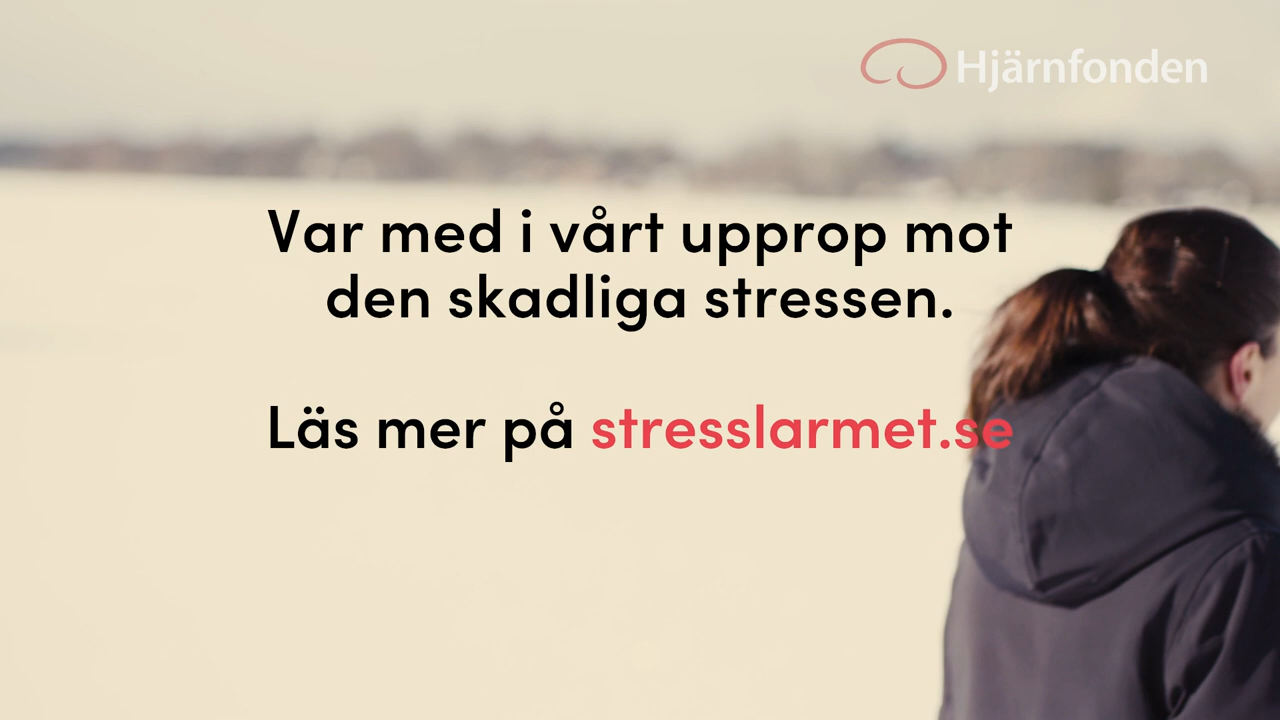 Hjärnfonden
Var med i vårt upprop mot
den skadliga stressen.
Läs mer på stresslarmet.se